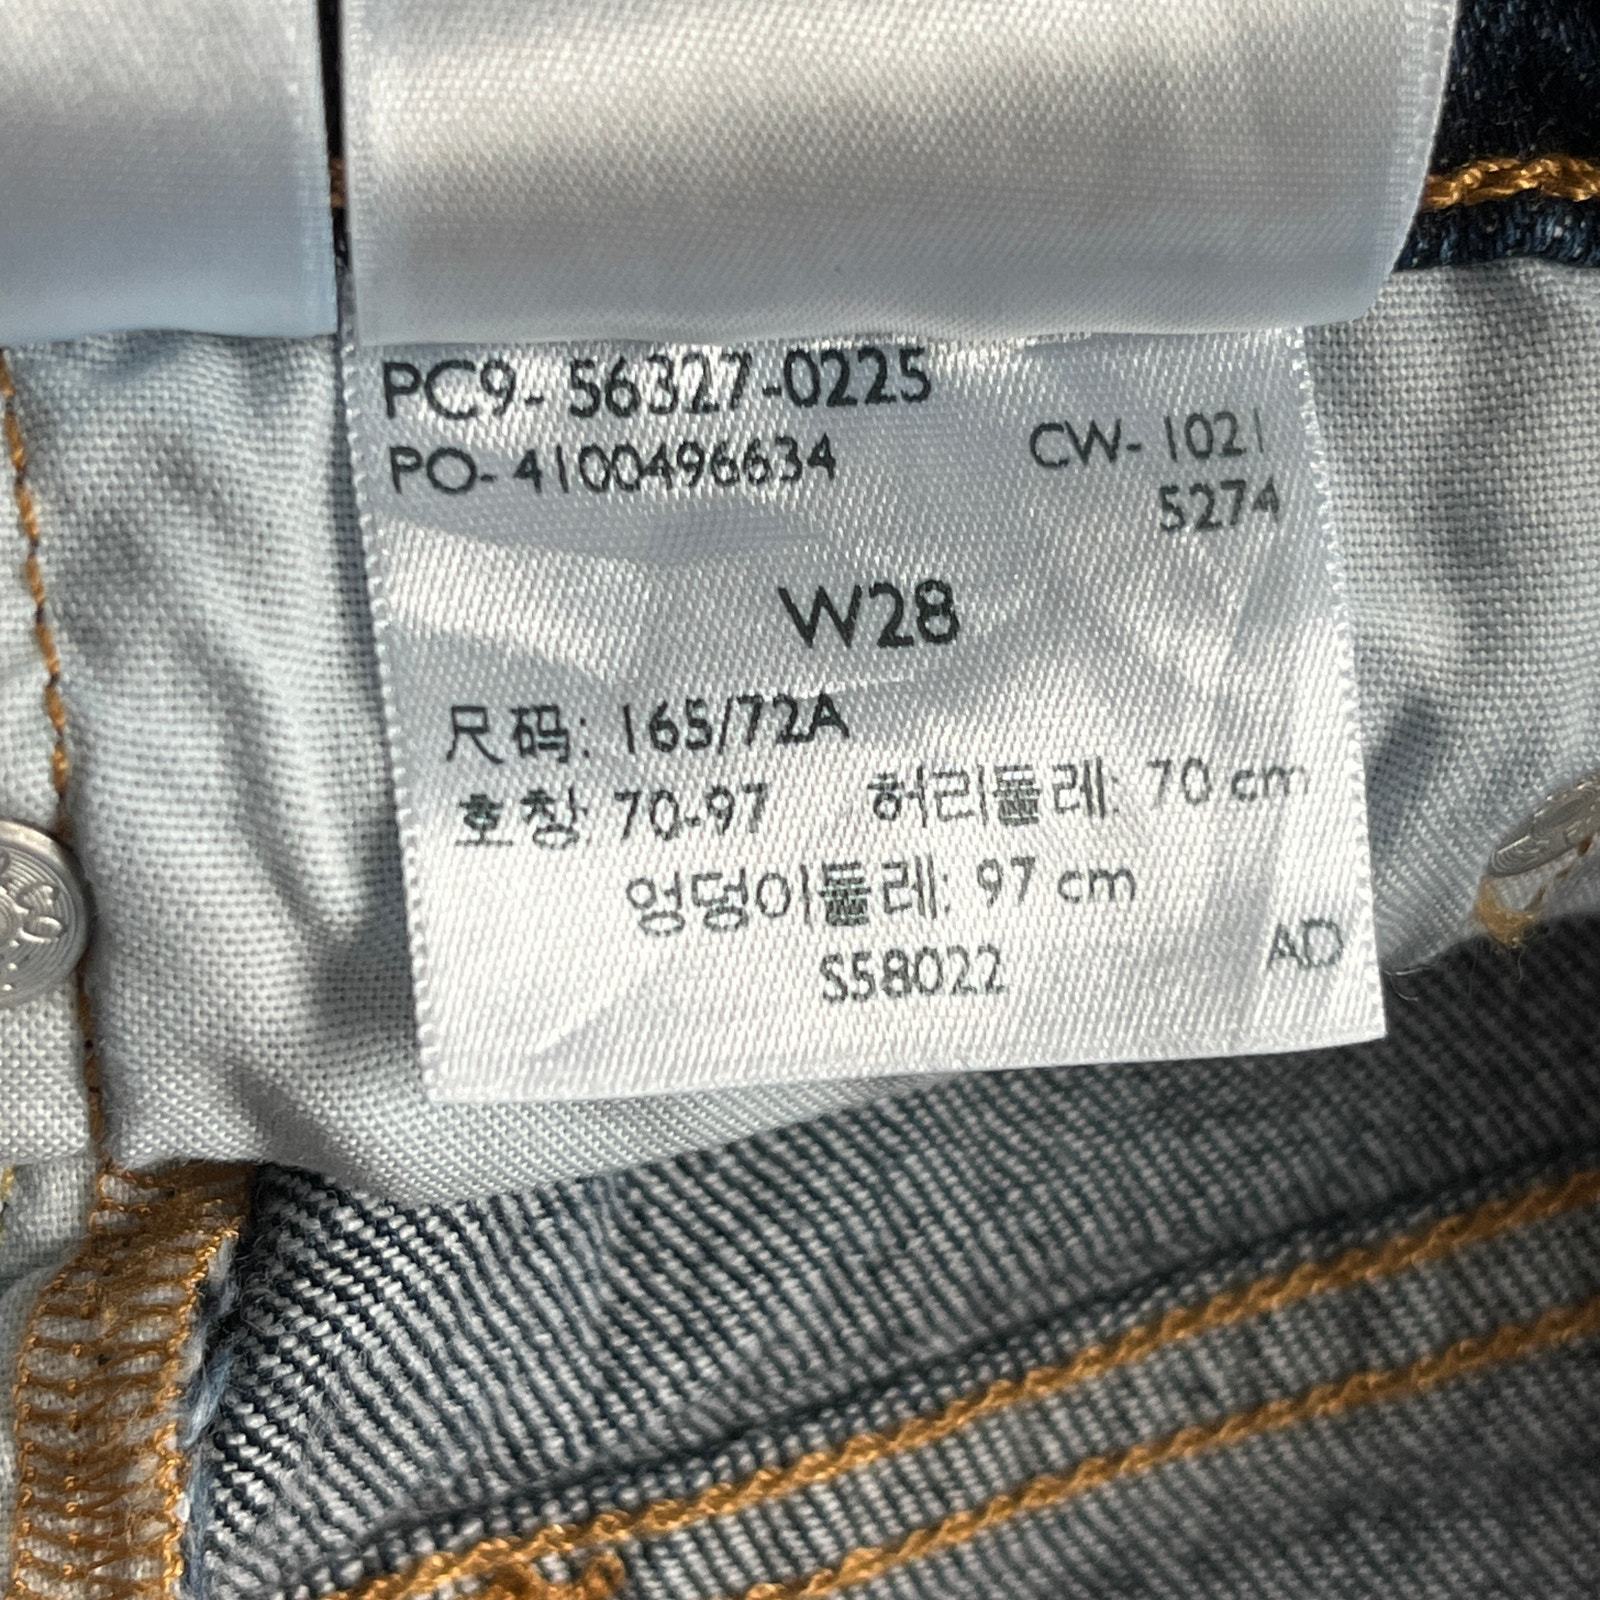 PC9- 56327-0225
PO- 4100496634
CW- 1021
5274
W28
尺码: 165/72A
호칭 70-97 허리둘레: 70 cm
엉덩이둘레: 97 cm
S58022
AD